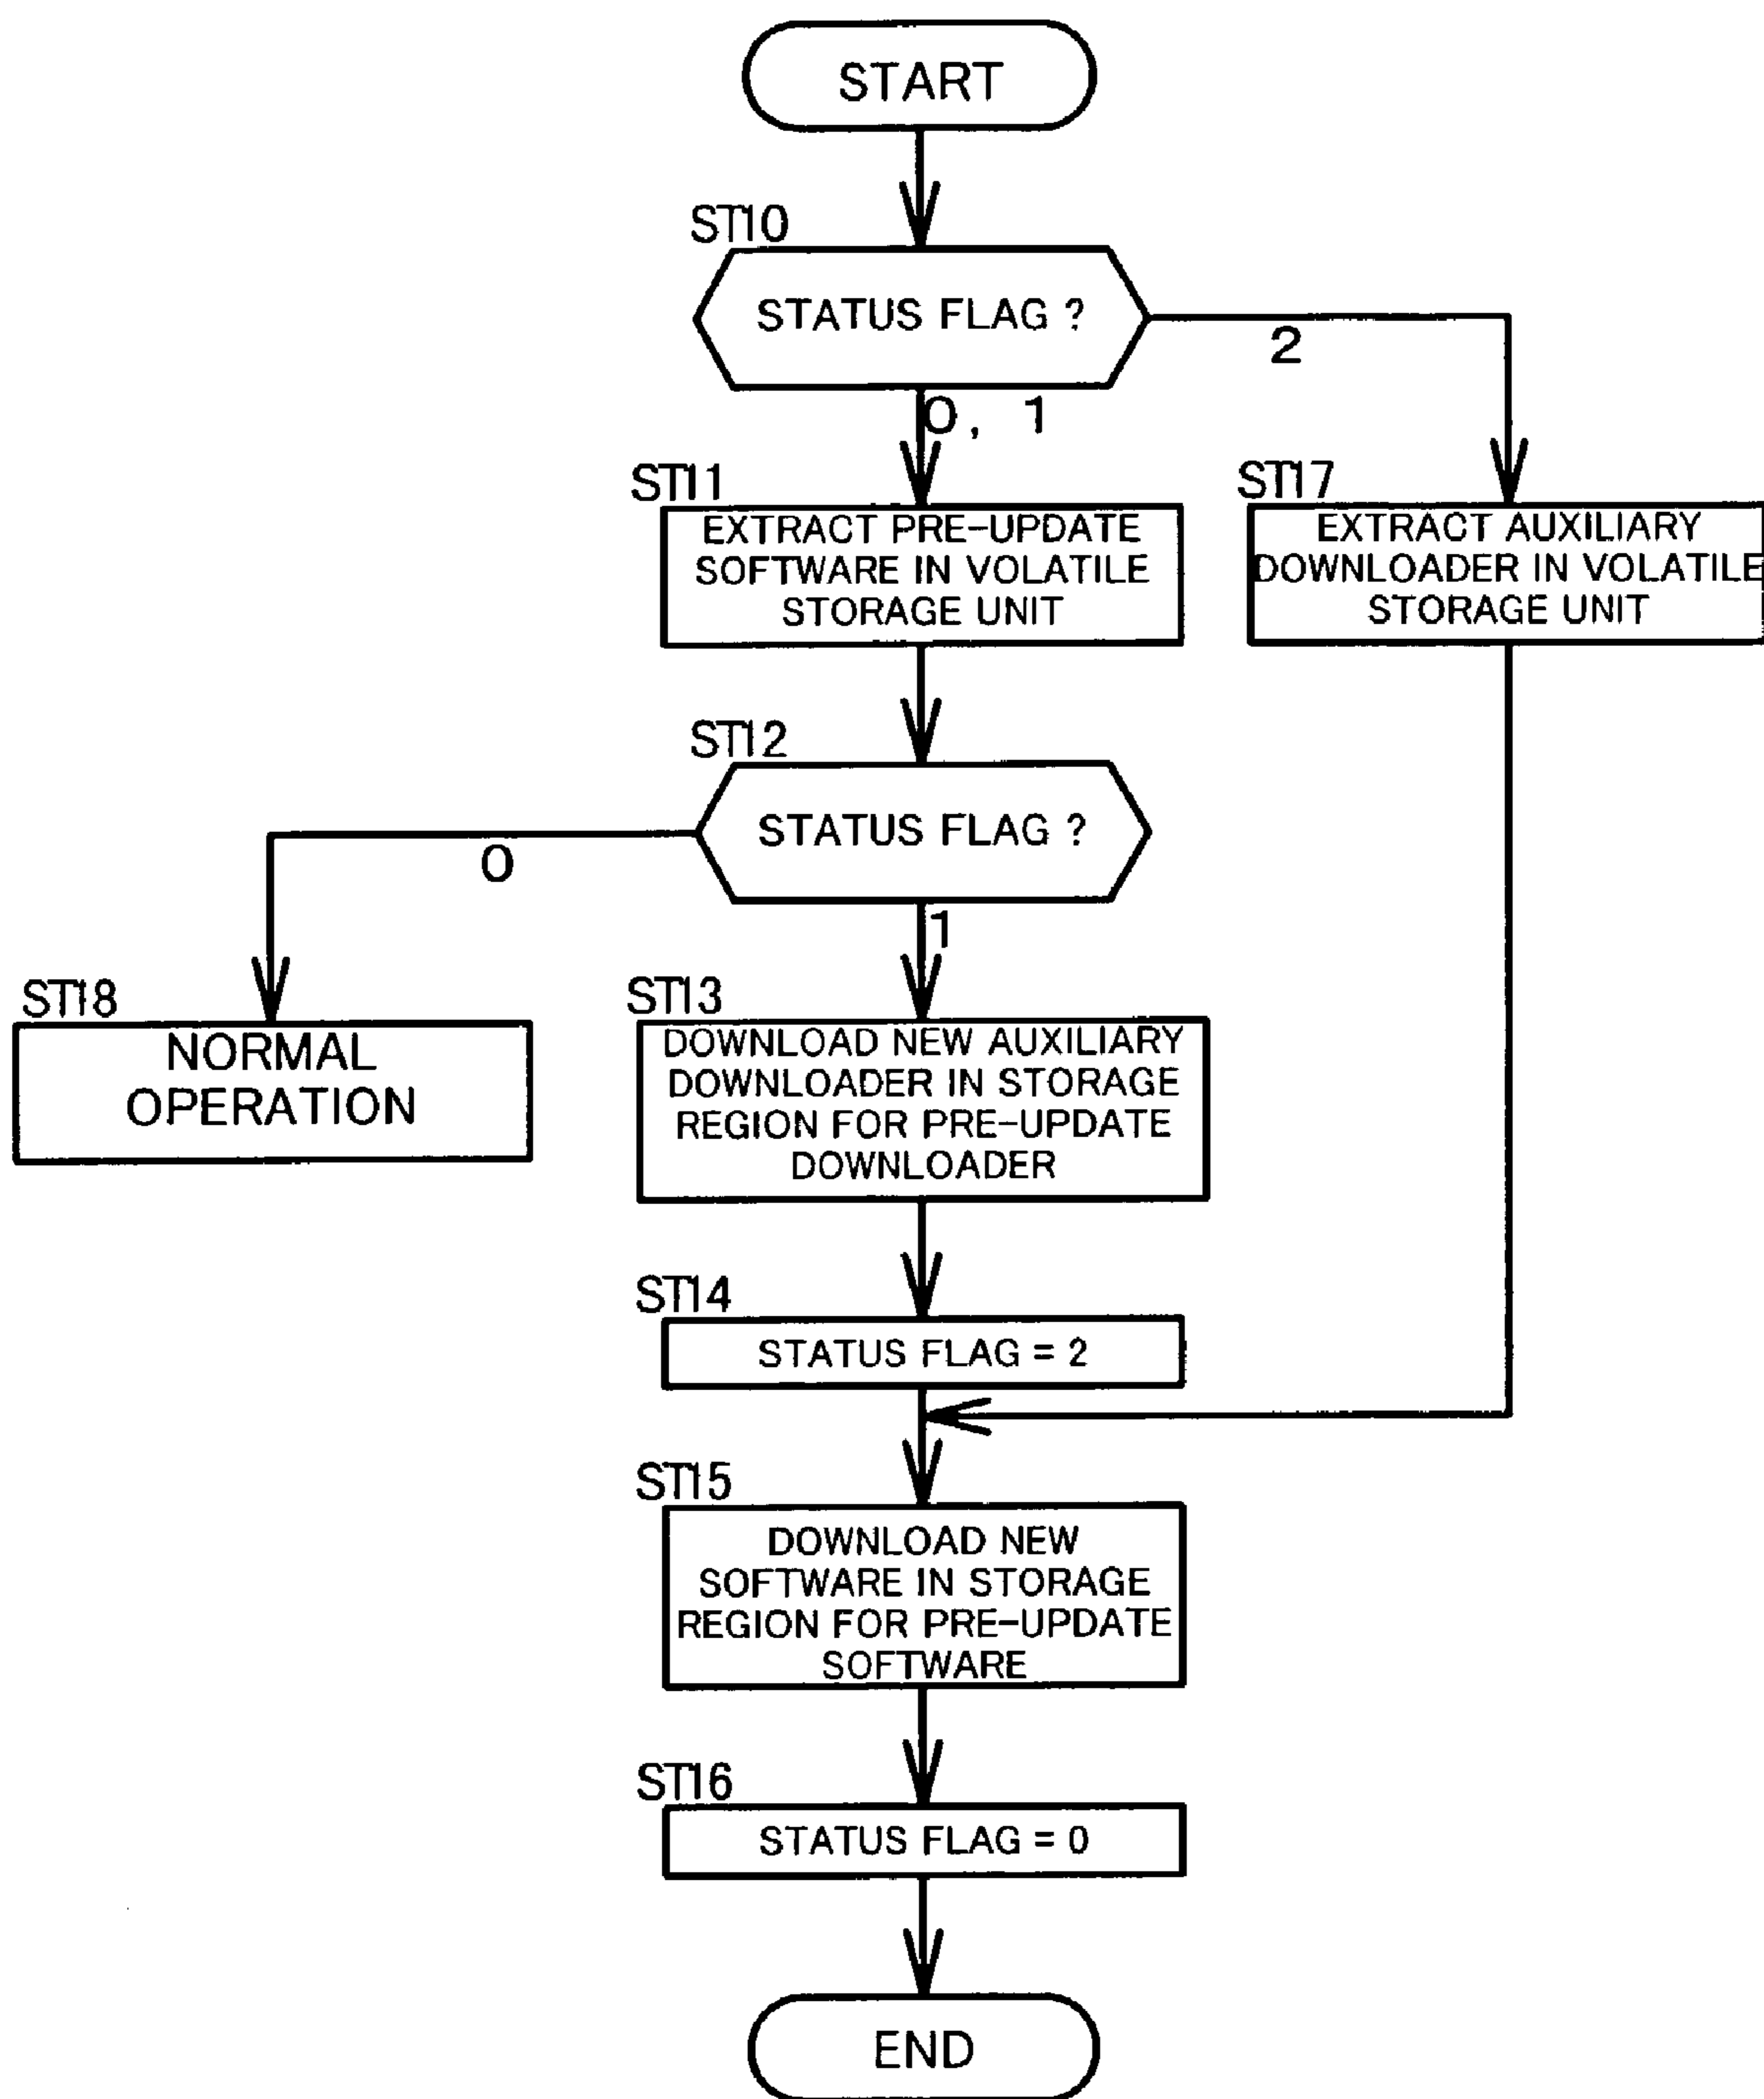 START
ST10
STATUS FLAG ?
2
0, 1
ST11
EXTRACT PRE-UPDATE
SOFTWARE IN VOLATILE
STORAGE UNIT
ST17
EXTRACT AUXILIARY
DOWNLOADER IN VOLATILE
STORAGE UNIT
ST12
STATUS FLAG ?
0
1
ST18
NORMAL
OPERATION
ST13
DOWNLOAD NEW AUXILIARY
DOWNLOADER IN STORAGE
REGION FOR PRE-UPDATE
DOWNLOADER
ST14
STATUS FLAG = 2
ST15
DOWNLOAD NEW
SOFTWARE IN STORAGE
REGION FOR PRE-UPDATE
SOFTWARE
ST16
STATUS FLAG = 0
END